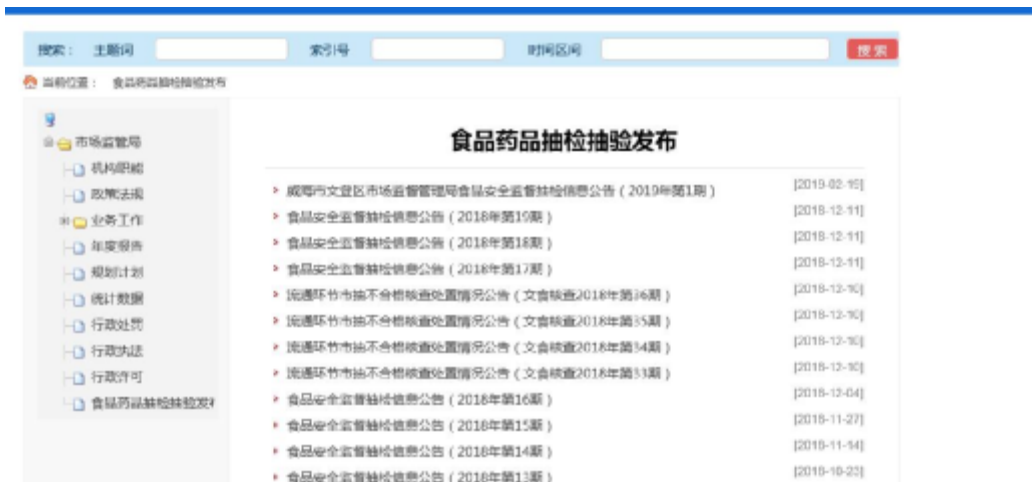 搜索： 主题词 索引号 时间区间 搜 索
当前位置： 食品药品抽检抽验发布
市场监管局
机构职能
政策法规
业务工作
年度报告
规划计划
统计数据
行政处罚
行政执法
行政许可
食品药品抽检抽验发布
食品药品抽检抽验发布
威海市文登区市场监督管理局食品安全监督抽检信息公告（2019年第1期） [2019-02-15]
食品安全监督抽检信息公告（2018年第19期） [2018-12-11]
食品安全监督抽检信息公告（2018年第18期） [2018-12-11]
食品安全监督抽检信息公告（2018年第17期） [2018-12-11]
流通环节市抽不合格核查处置情况公告（文食核查2018年第36期） [2018-12-10]
流通环节市抽不合格核查处置情况公告（文食核查2018年第35期） [2018-12-10]
流通环节市抽不合格核查处置情况公告（文食核查2018年第34期） [2018-12-10]
流通环节市抽不合格核查处置情况公告（文食核查2018年第33期） [2018-12-10]
食品安全监督抽检信息公告（2018年第16期） [2018-12-04]
食品安全监督抽检信息公告（2018年第15期） [2018-11-27]
食品安全监督抽检信息公告（2018年第14期） [2018-11-14]
食品安全监督抽检信息公告（2018年第13期） [2018-10-23]